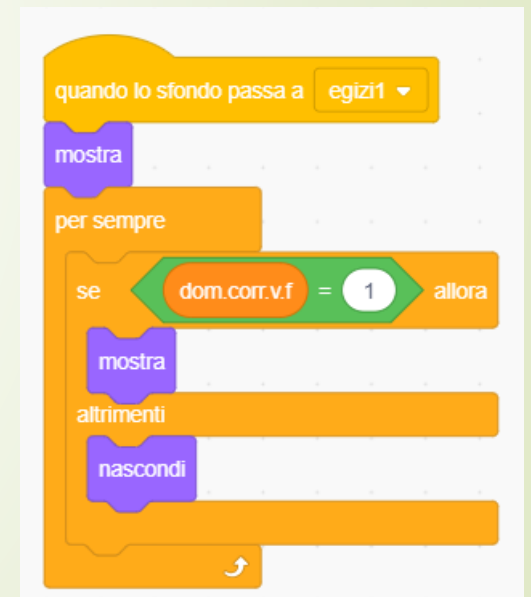 quando lo sfondo passa a egizi1
mostra
per sempre
se dom.corr.v.f = 1 allora
mostra
altrimenti
nascondi